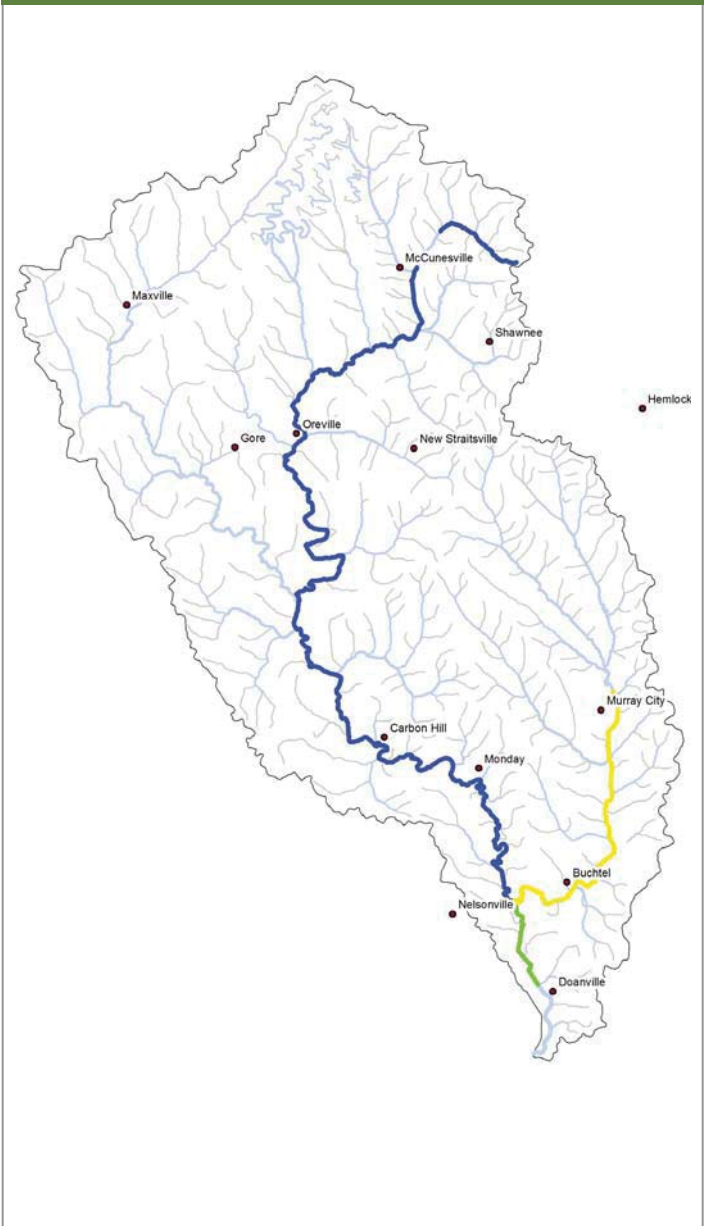 McCunesville
Maxville
Shawnee
Hemlock
Oreville
Gore
New Straitsville
Murray City
Carbon Hill
Monday
Buchtel
Nelsonville
Doanville